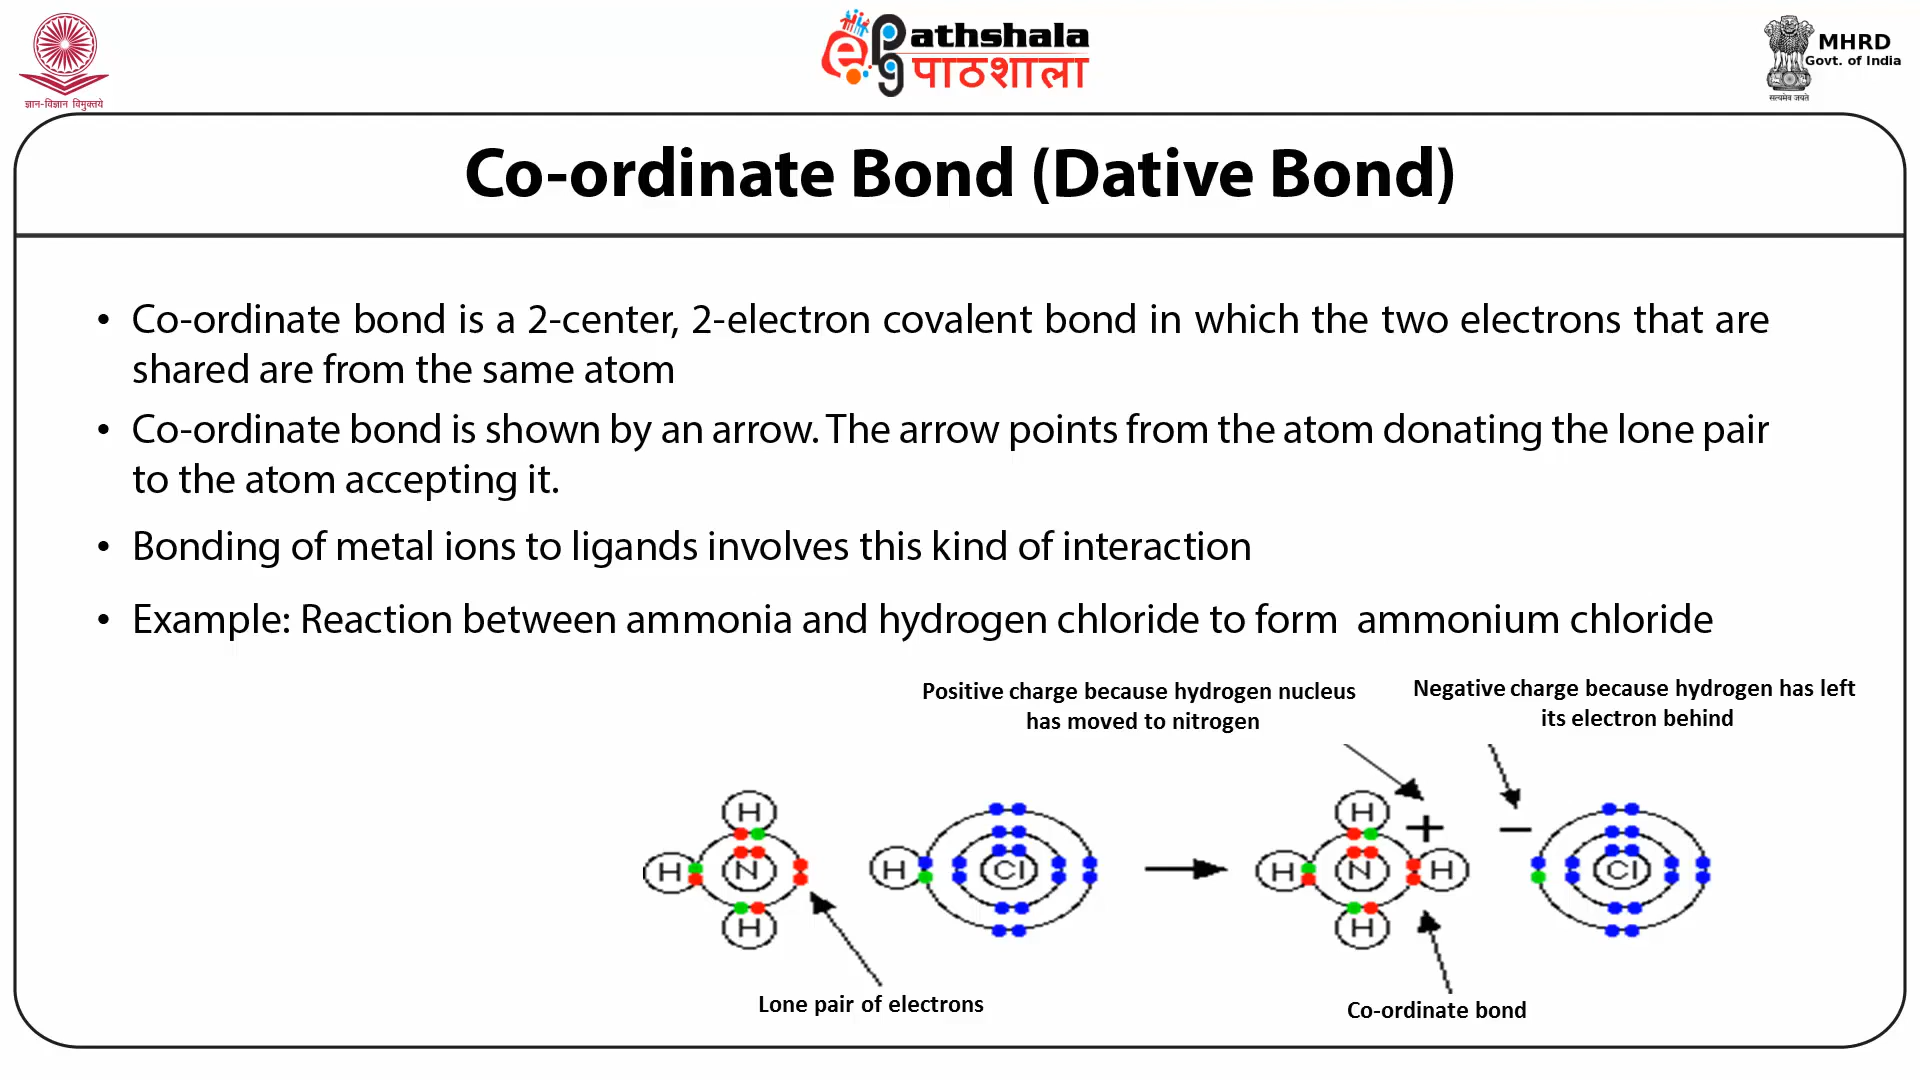 ज्ञान-विज्ञान विमुक्तये
e Pathshala
पाठशाला
MHRD
Govt. of India
सत्यमेव जयते
Co-ordinate Bond (Dative Bond)
• Co-ordinate bond is a 2-center, 2-electron covalent bond in which the two electrons that are
shared are from the same atom
• Co-ordinate bond is shown by an arrow. The arrow points from the atom donating the lone pair
to the atom accepting it.
• Bonding of metal ions to ligands involves this kind of interaction
• Example: Reaction between ammonia and hydrogen chloride to form ammonium chloride
Positive charge because hydrogen nucleus
has moved to nitrogen
Negative charge because hydrogen has left
its electron behind
H
H N
H
H Cl
H
H N H
H
+
−
Cl
Lone pair of electrons
Co-ordinate bond